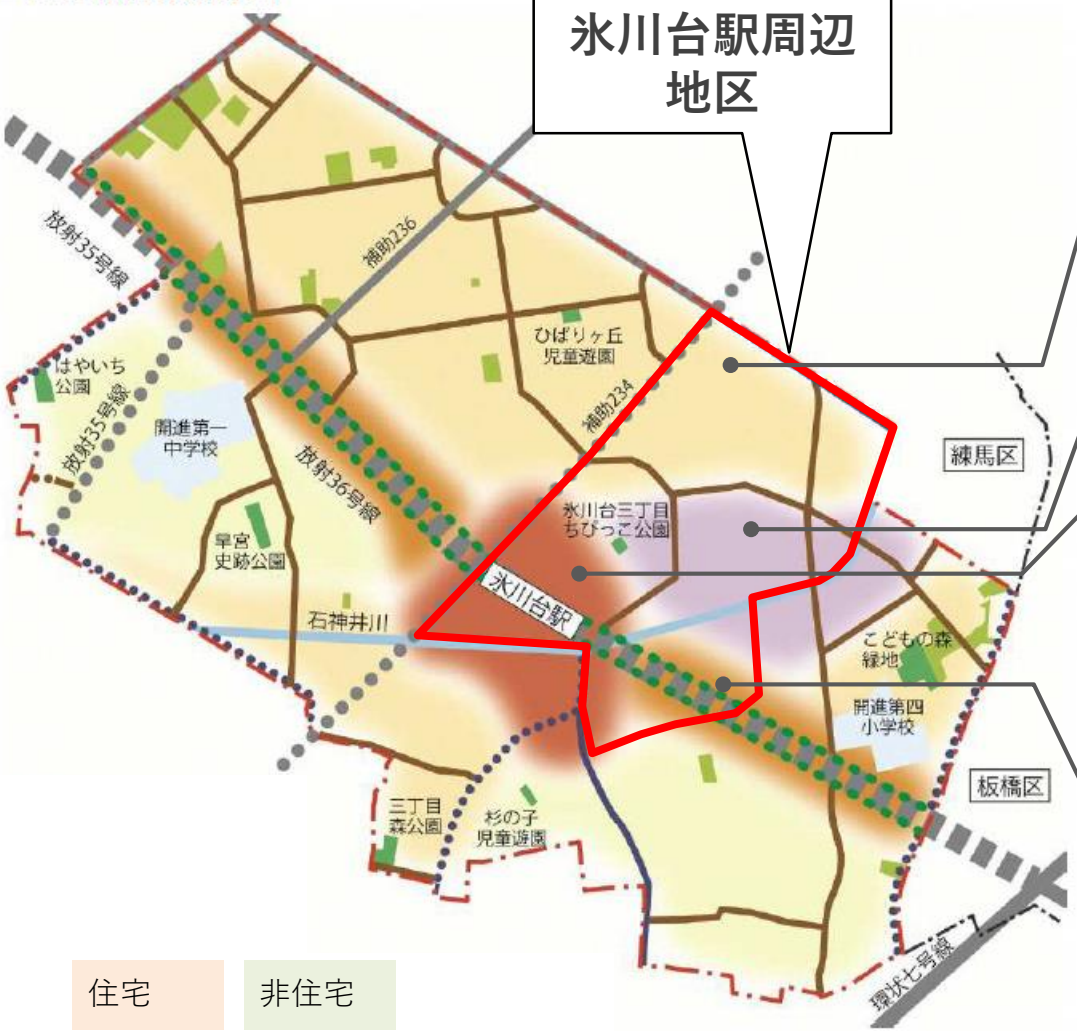 氷川台駅周辺
地区
放射35号線
補助236
ひばりヶ丘
児童遊園
はやいち
公園
放射35号線
開進第一
中学校
補助234
練馬区
放射36号線
氷川台三丁目
ちびっこ公園
早宮
史跡公園
氷川台駅
石神井川
こどもの森
緑地
開進第四
小学校
板橋区
三丁目
森公園
杉の子
児童遊園
環状七号線
住宅
非住宅